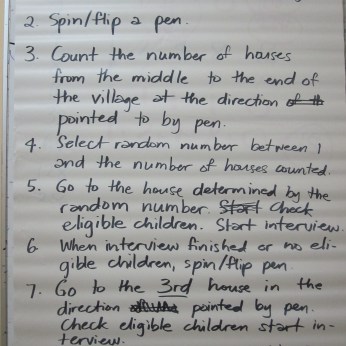 2. Spin/flip a pen.
3. Count the number of houses
from the middle to the end of
the village at the direction of th
pointed to by pen.
4. Select random number between 1
and the number of houses counted.
5. Go to the house determined by the
random number. Start Check
eligible children. Start interview.
6 When interview finished or no eli-
gible children, spin/flip pen
7. Go to the 3rd house in the
direction pointed by pen.
Check eligible children start in-
terview.